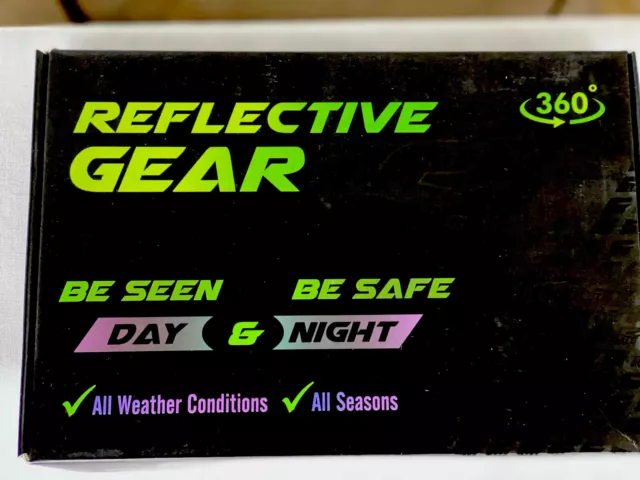 360°
REFLECTIVE
GEAR
BE SEEN BE SAFE
DAY & NIGHT
All Weather Conditions All Seasons